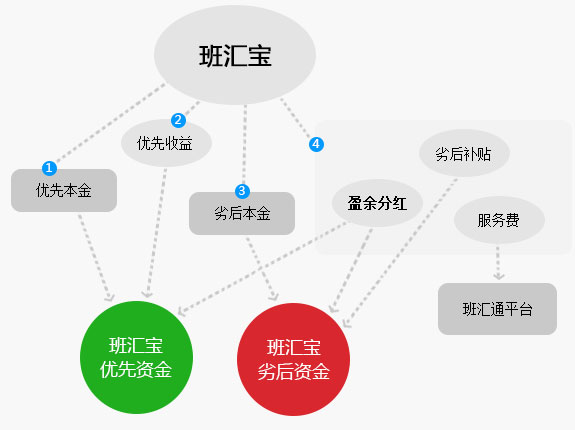 班汇宝
2
优先收益
4
劣后补贴
1
优先本金
3
劣后本金
盈余分红
服务费
班汇通平台
班汇宝
优先资金
班汇宝
劣后资金